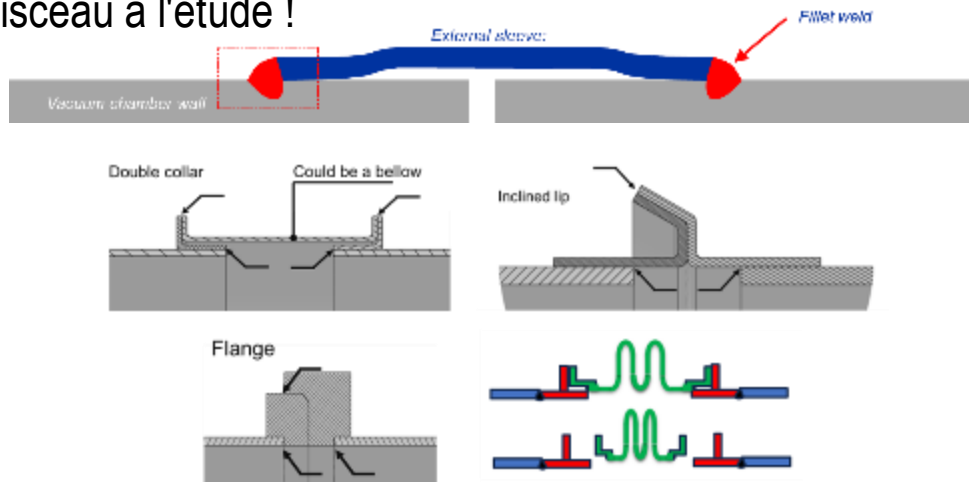 isceau à l'étude !
Fillet weld
External sleeve:
Vacuum chamber wall
Double collar
Could be a bellow
Inclined lip
Flange